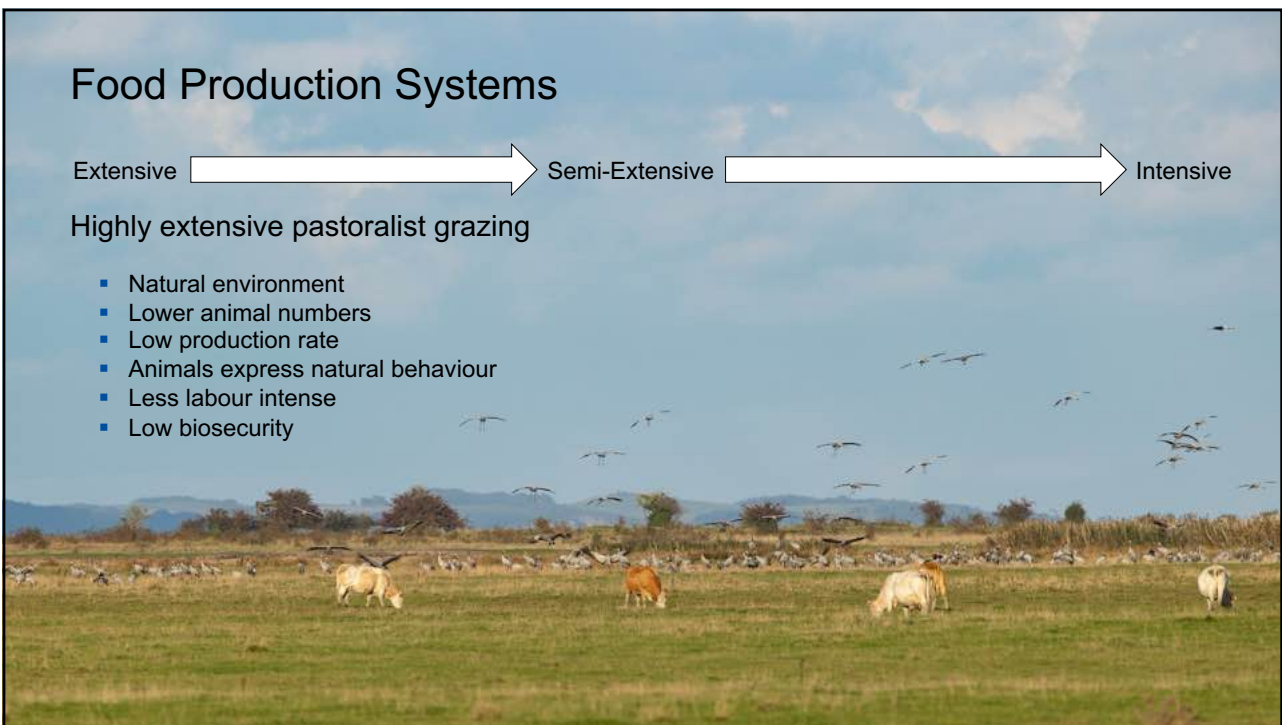 Food Production Systems
Extensive Semi-Extensive Intensive
Highly extensive pastoralist grazing
▪ Natural environment
▪ Lower animal numbers
▪ Low production rate
▪ Animals express natural behaviour
▪ Less labour intense
▪ Low biosecurity